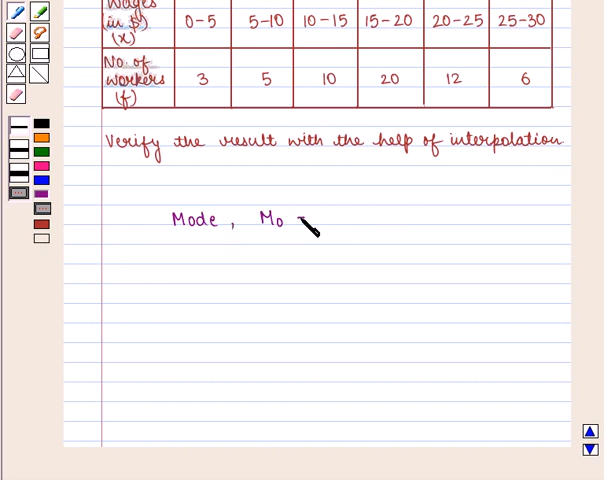 Wages
(in $) 0-5 5-10 10-15 15-20 20-25 25-30
(x)
No. of
workers 3 5 10 20 12 6
(f)
Verify the result with the help of interpolation.
Mode, Mo -